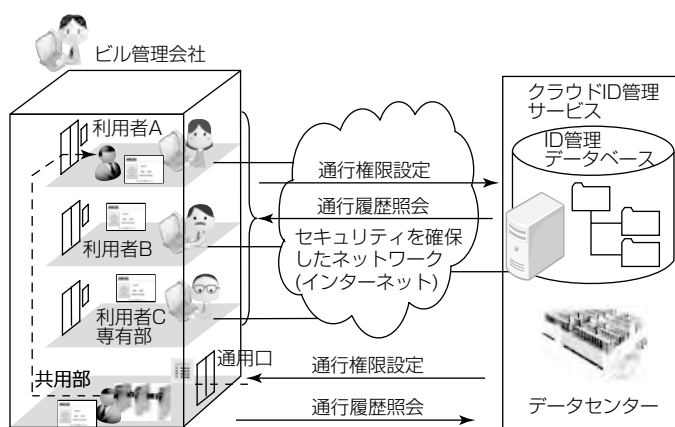 ビル管理会社
利用者A
利用者B
利用者C
専有部
共用部
通用口
通行権限設定
通行履歴照会
セキュリティを確保
したネットワーク
(インターネット)
通行権限設定
通行履歴照会
クラウドID管理
サービス
ID管理
データベース
データセンター